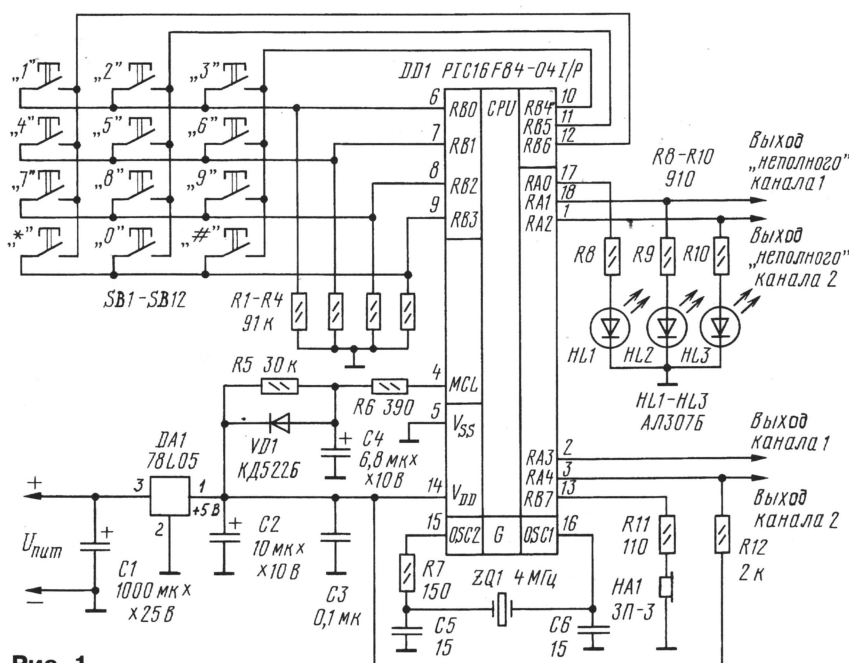 DD1 PIC16F84-04I/P
„1” „2” „3”
„4” „5” „6”
„7” „8” „9”
„*” „0” „#”
SB1-SB12
6 RB0 CPU RB4 10
RB5 11
7 RB1 RB6 12
8 RB2 RA0 17
RA1 18
9 RB3 RA2 1
R8-R10
910
Выход
„неполного”
канала 1
Выход
„неполного”
канала 2
R8 R9 R10
HL1 HL2 HL3
HL1-HL3
АЛ307Б
R1-R4
91 к
R5 30 к
R6 390
4 MCL
5 VSS
VD1
КД522Б
C4
6,8 мк×
×10 В
DA1
78L05
3 1
2
+5 В
14 VDD
RA3 2
RA4 3
RB7 13
Выход
канала 1
Выход
канала 2
+
Uпит
−
+
C1
1000 мк×
×25 В
+
C2
10 мк×
×10 В
C3
0,1 мк
15 OSC2 G OSC1 16
R7
150
ZQ1 4 МГц
C5
15
C6
15
R11
110
HA1
ЗП-3
R12
2 к
Рис. 1